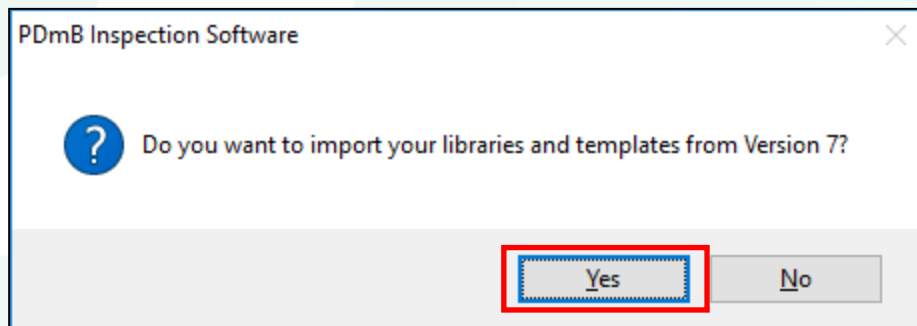 PDmB Inspection Software
Do you want to import your libraries and templates from Version 7?
Yes
No